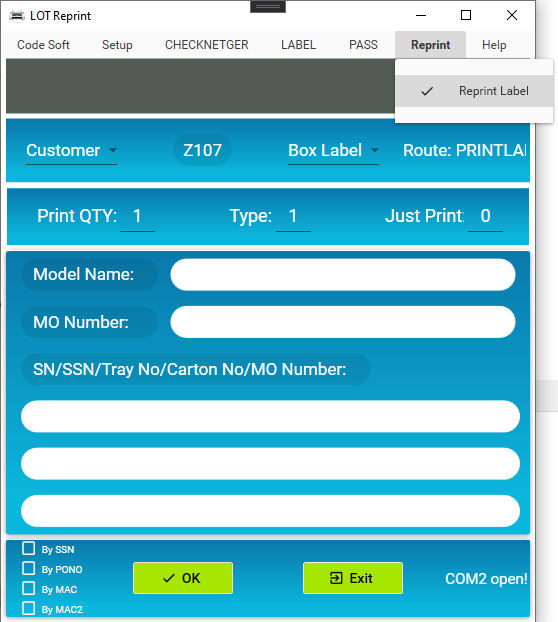 LOT Reprint
Code Soft Setup CHECKNETGER LABEL PASS Reprint Help
Reprint Label
Customer Z107 Box Label Route: PRINTLA
Print QTY: 1 Type: 1 Just Print: 0
Model Name:
MO Number:
SN/SSN/Tray No/Carton No/MO Number:
By SSN
By PONO
By MAC
By MAC2
OK Exit COM2 open!